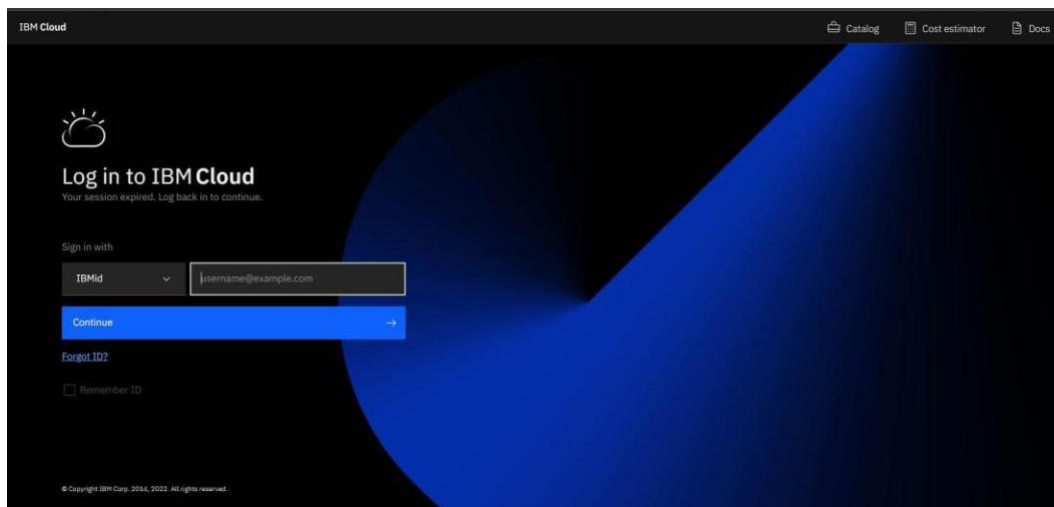 IBM Cloud
Catalog
Cost estimator
Docs
Log in to IBM Cloud
Your session expired. Log back in to continue.
Sign in with
IBMid
username@example.com
Continue
Forgot ID?
Remember ID
© Copyright IBM Corp. 2014, 2022. All rights reserved.